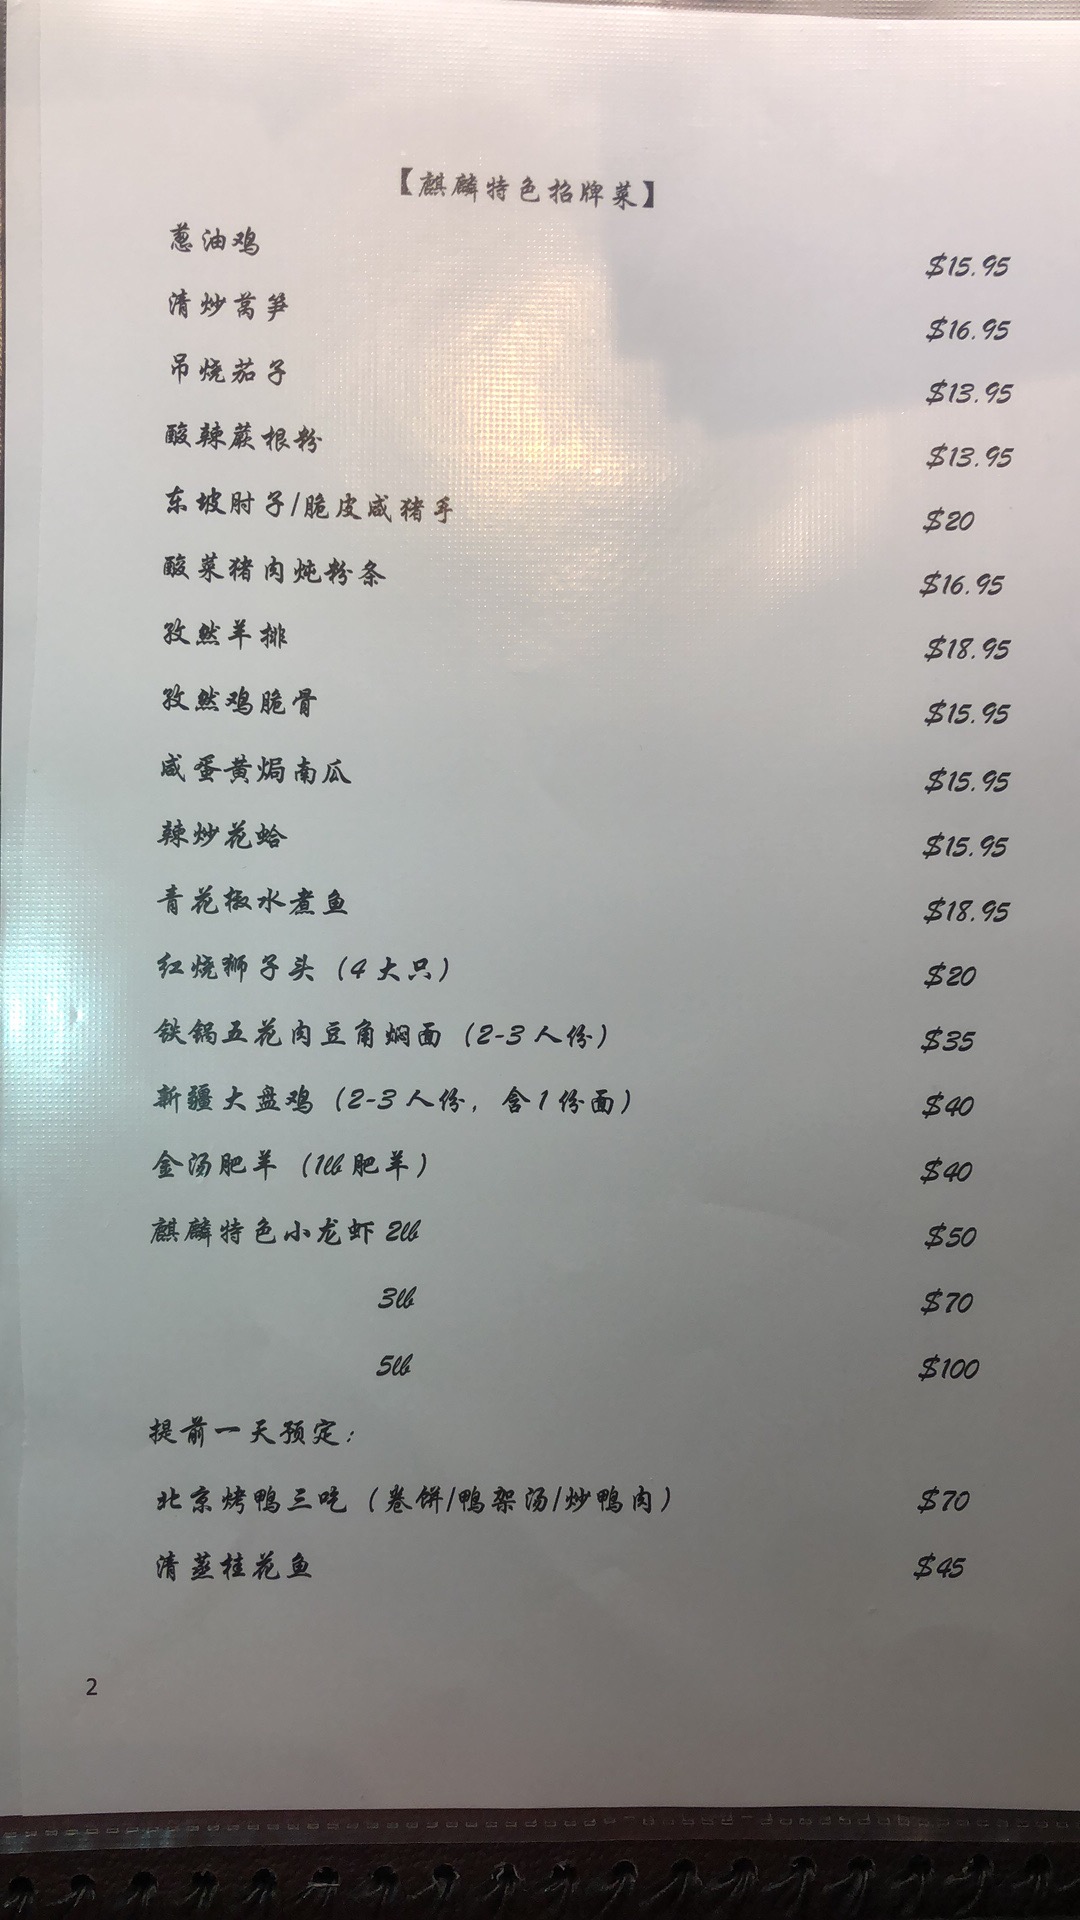 【麒麟特色招牌菜】
葱油鸡 $15.95
清炒莴笋 $16.95
吊烧茄子 $13.95
酸辣蕨根粉 $13.95
东坡肘子/脆皮咸猪手 $20
酸菜猪肉炖粉条 $16.95
孜然羊排 $18.95
孜然鸡脆骨 $15.95
咸蛋黄焗南瓜 $15.95
辣炒花蛤 $15.95
青花椒水煮鱼 $18.95
红烧狮子头（4大只） $20
铁锅五花肉豆角焖面（2-3人份） $35
新疆大盘鸡（2-3人份，含1份面） $40
金汤肥羊（1lb肥羊） $40
麒麟特色小龙虾 2lb $50
3lb $70
5lb $100
提前一天预定：
北京烤鸭三吃（卷饼/鸭架汤/炒鸭肉） $70
清蒸桂花鱼 $45
2